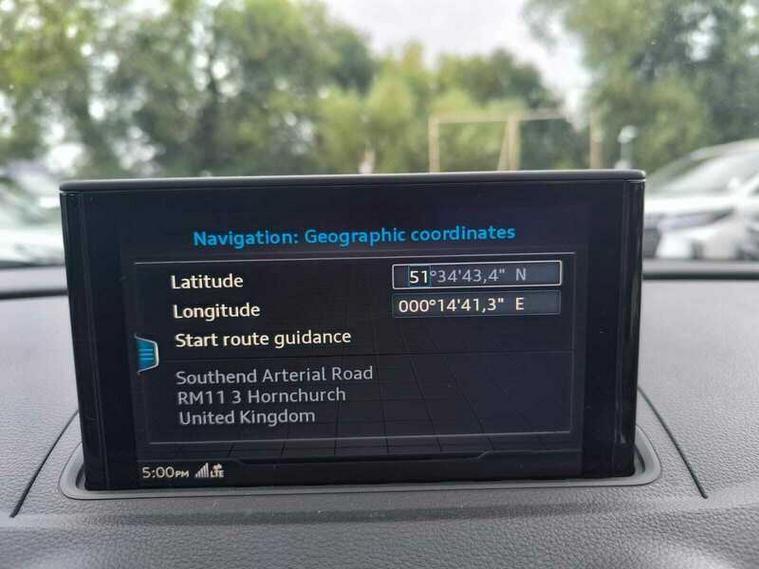 Navigation: Geographic coordinates
Latitude 51°34'43,4" N
Longitude 000°14'41,3" E
Start route guidance
Southend Arterial Road
RM11 3 Hornchurch
United Kingdom
5:00PM LTE